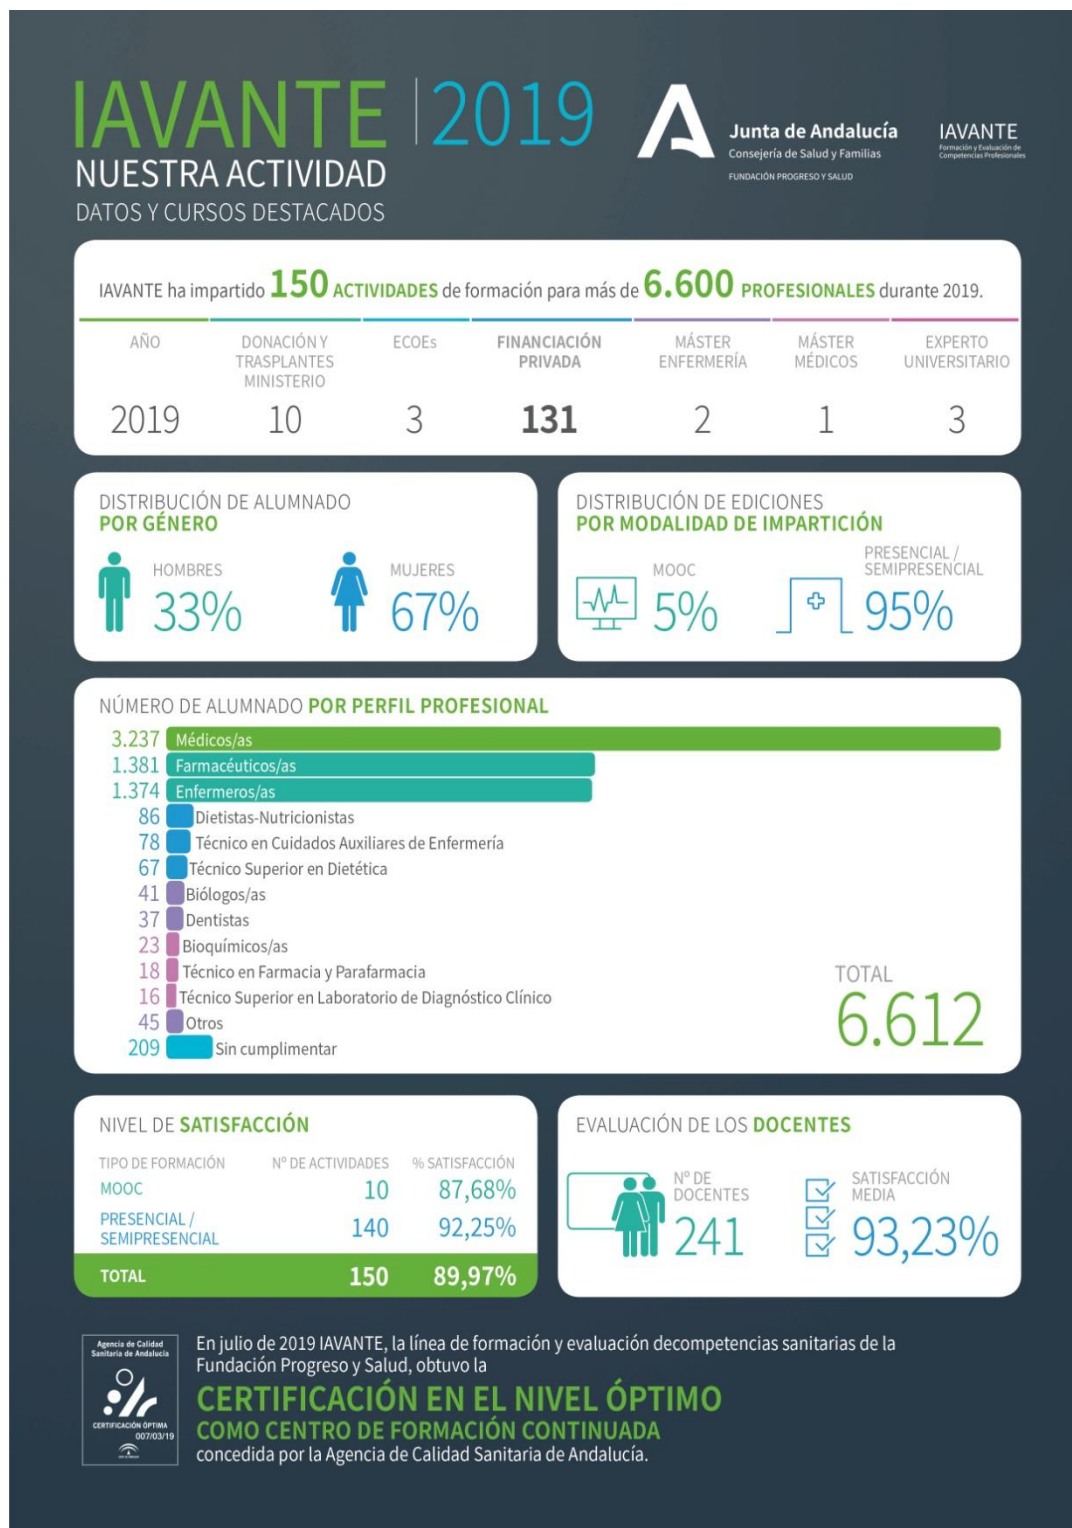 IAVANTE | 2019
NUESTRA ACTIVIDAD
DATOS Y CURSOS DESTACADOS
Junta de Andalucía
Consejería de Salud y Familias
FUNDACIÓN PROGRESO Y SALUD
IAVANTE
Formación y Evaluación de
Competencias Profesionales
IAVANTE ha impartido 150 ACTIVIDADES de formación para más de 6.600 PROFESIONALES durante 2019.
AÑO
2019
DONACIÓN Y
TRASPLANTES
MINISTERIO
10
ECOEs
3
FINANCIACIÓN
PRIVADA
131
MÁSTER
ENFERMERÍA
2
MÁSTER
MÉDICOS
1
EXPERTO
UNIVERSITARIO
3
DISTRIBUCIÓN DE ALUMNADO
POR GÉNERO
HOMBRES
33%
MUJERES
67%
DISTRIBUCIÓN DE EDICIONES
POR MODALIDAD DE IMPARTICIÓN
MOOC
5%
PRESENCIAL /
SEMIPRESENCIAL
95%
NÚMERO DE ALUMNADO POR PERFIL PROFESIONAL
3.237 Médicos/as
1.381 Farmacéuticos/as
1.374 Enfermeros/as
86 Dietistas-Nutricionistas
78 Técnico en Cuidados Auxiliares de Enfermería
67 Técnico Superior en Dietética
41 Biólogos/as
37 Dentistas
23 Bioquímicos/as
18 Técnico en Farmacia y Parafarmacia
16 Técnico Superior en Laboratorio de Diagnóstico Clínico
45 Otros
209 Sin cumplimentar
TOTAL
6.612
NIVEL DE SATISFACCIÓN
TIPO DE FORMACIÓN Nº DE ACTIVIDADES % SATISFACCIÓN
MOOC 10 87,68%
PRESENCIAL /
SEMIPRESENCIAL 140 92,25%
TOTAL 150 89,97%
EVALUACIÓN DE LOS DOCENTES
Nº DE
DOCENTES
241
SATISFACCIÓN
MEDIA
93,23%
Agencia de Calidad
Sanitaria de Andalucía
CERTIFICACIÓN ÓPTIMA
007/03/19
En julio de 2019 IAVANTE, la línea de formación y evaluación decompetencias sanitarias de la
Fundación Progreso y Salud, obtuvo la
CERTIFICACIÓN EN EL NIVEL ÓPTIMO
COMO CENTRO DE FORMACIÓN CONTINUADA
concedida por la Agencia de Calidad Sanitaria de Andalucía.